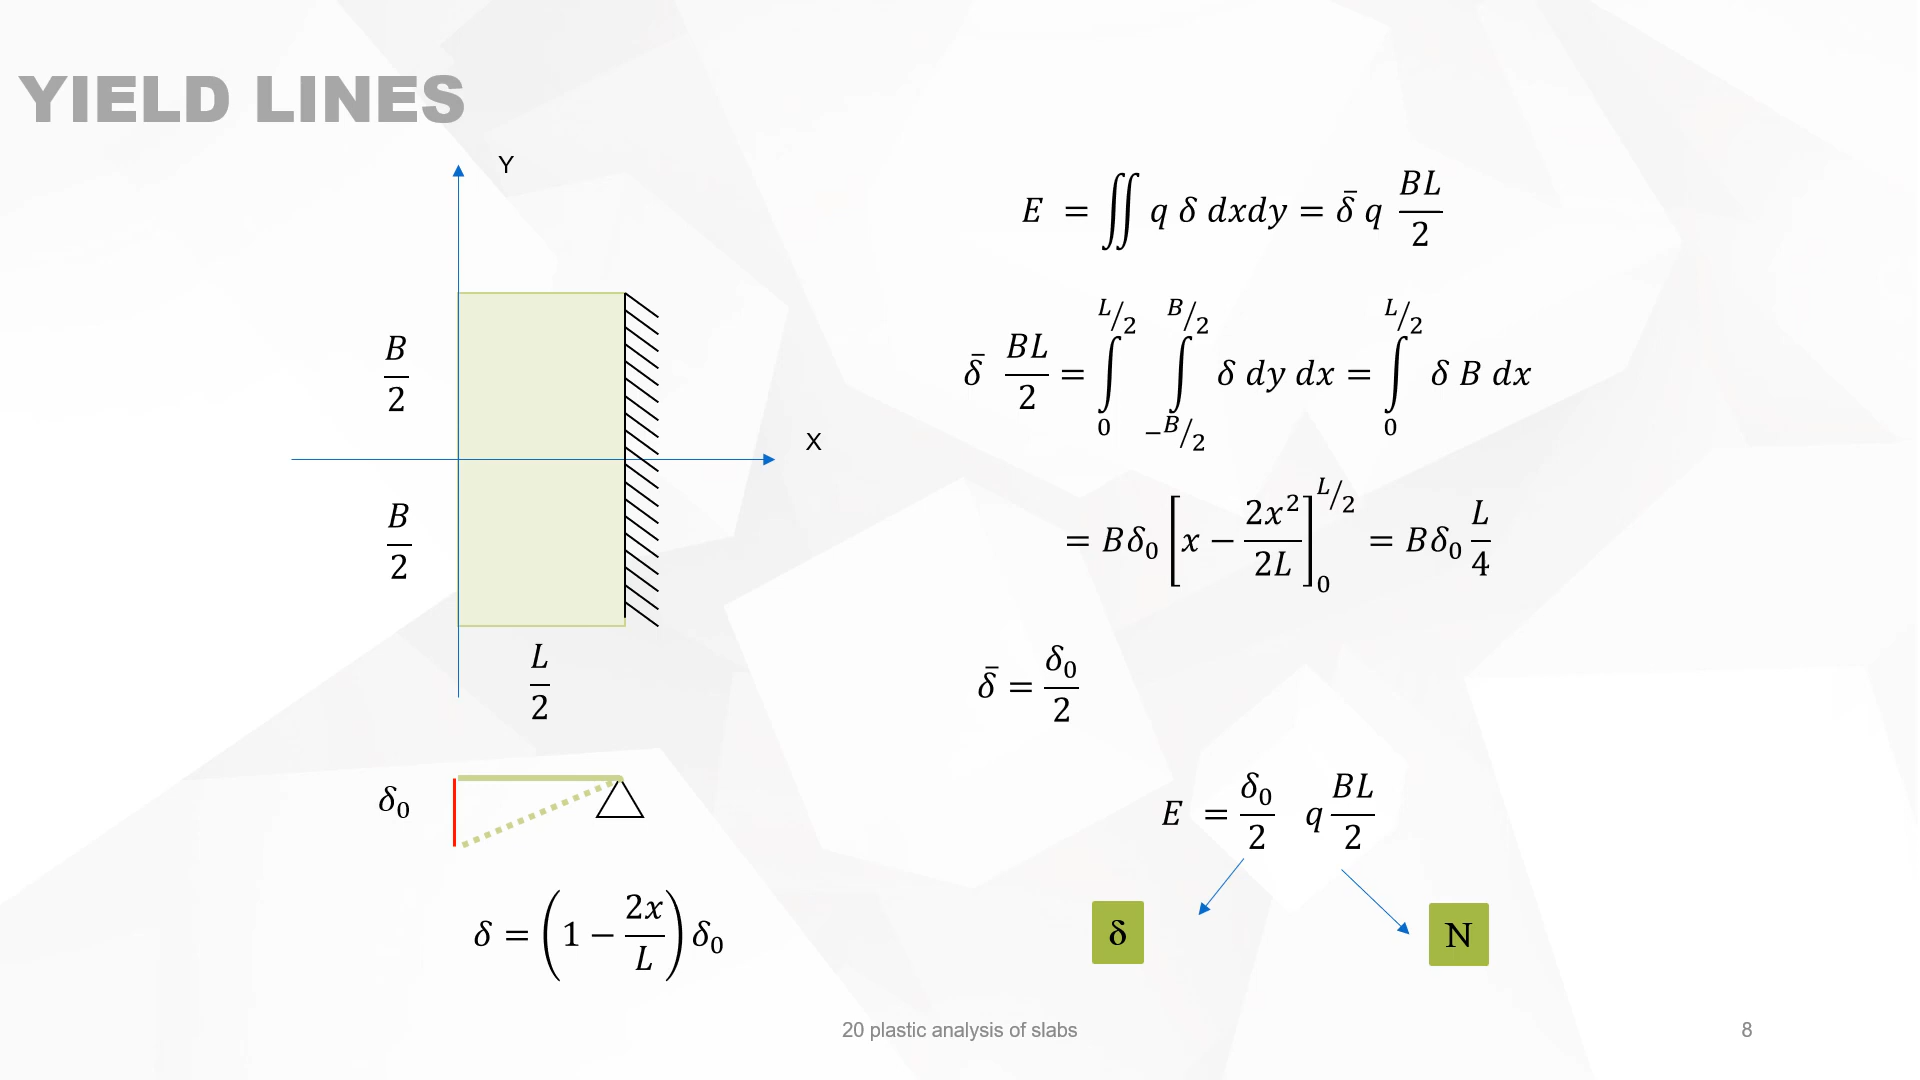 YIELD LINES
Y
X
B/2
B/2
L/2
δ₀
δ = (1 − 2x/L) δ₀
E = ∬ q δ dxdy = δ̄ q BL/2
δ̄ BL/2 = ∫₀^{L/2} ∫_{−B/2}^{B/2} δ dy dx = ∫₀^{L/2} δ B dx
= Bδ₀ [x − 2x²/2L]₀^{L/2} = Bδ₀ L/4
δ̄ = δ₀/2
E = δ₀/2 q BL/2
δ
N
20 plastic analysis of slabs
8